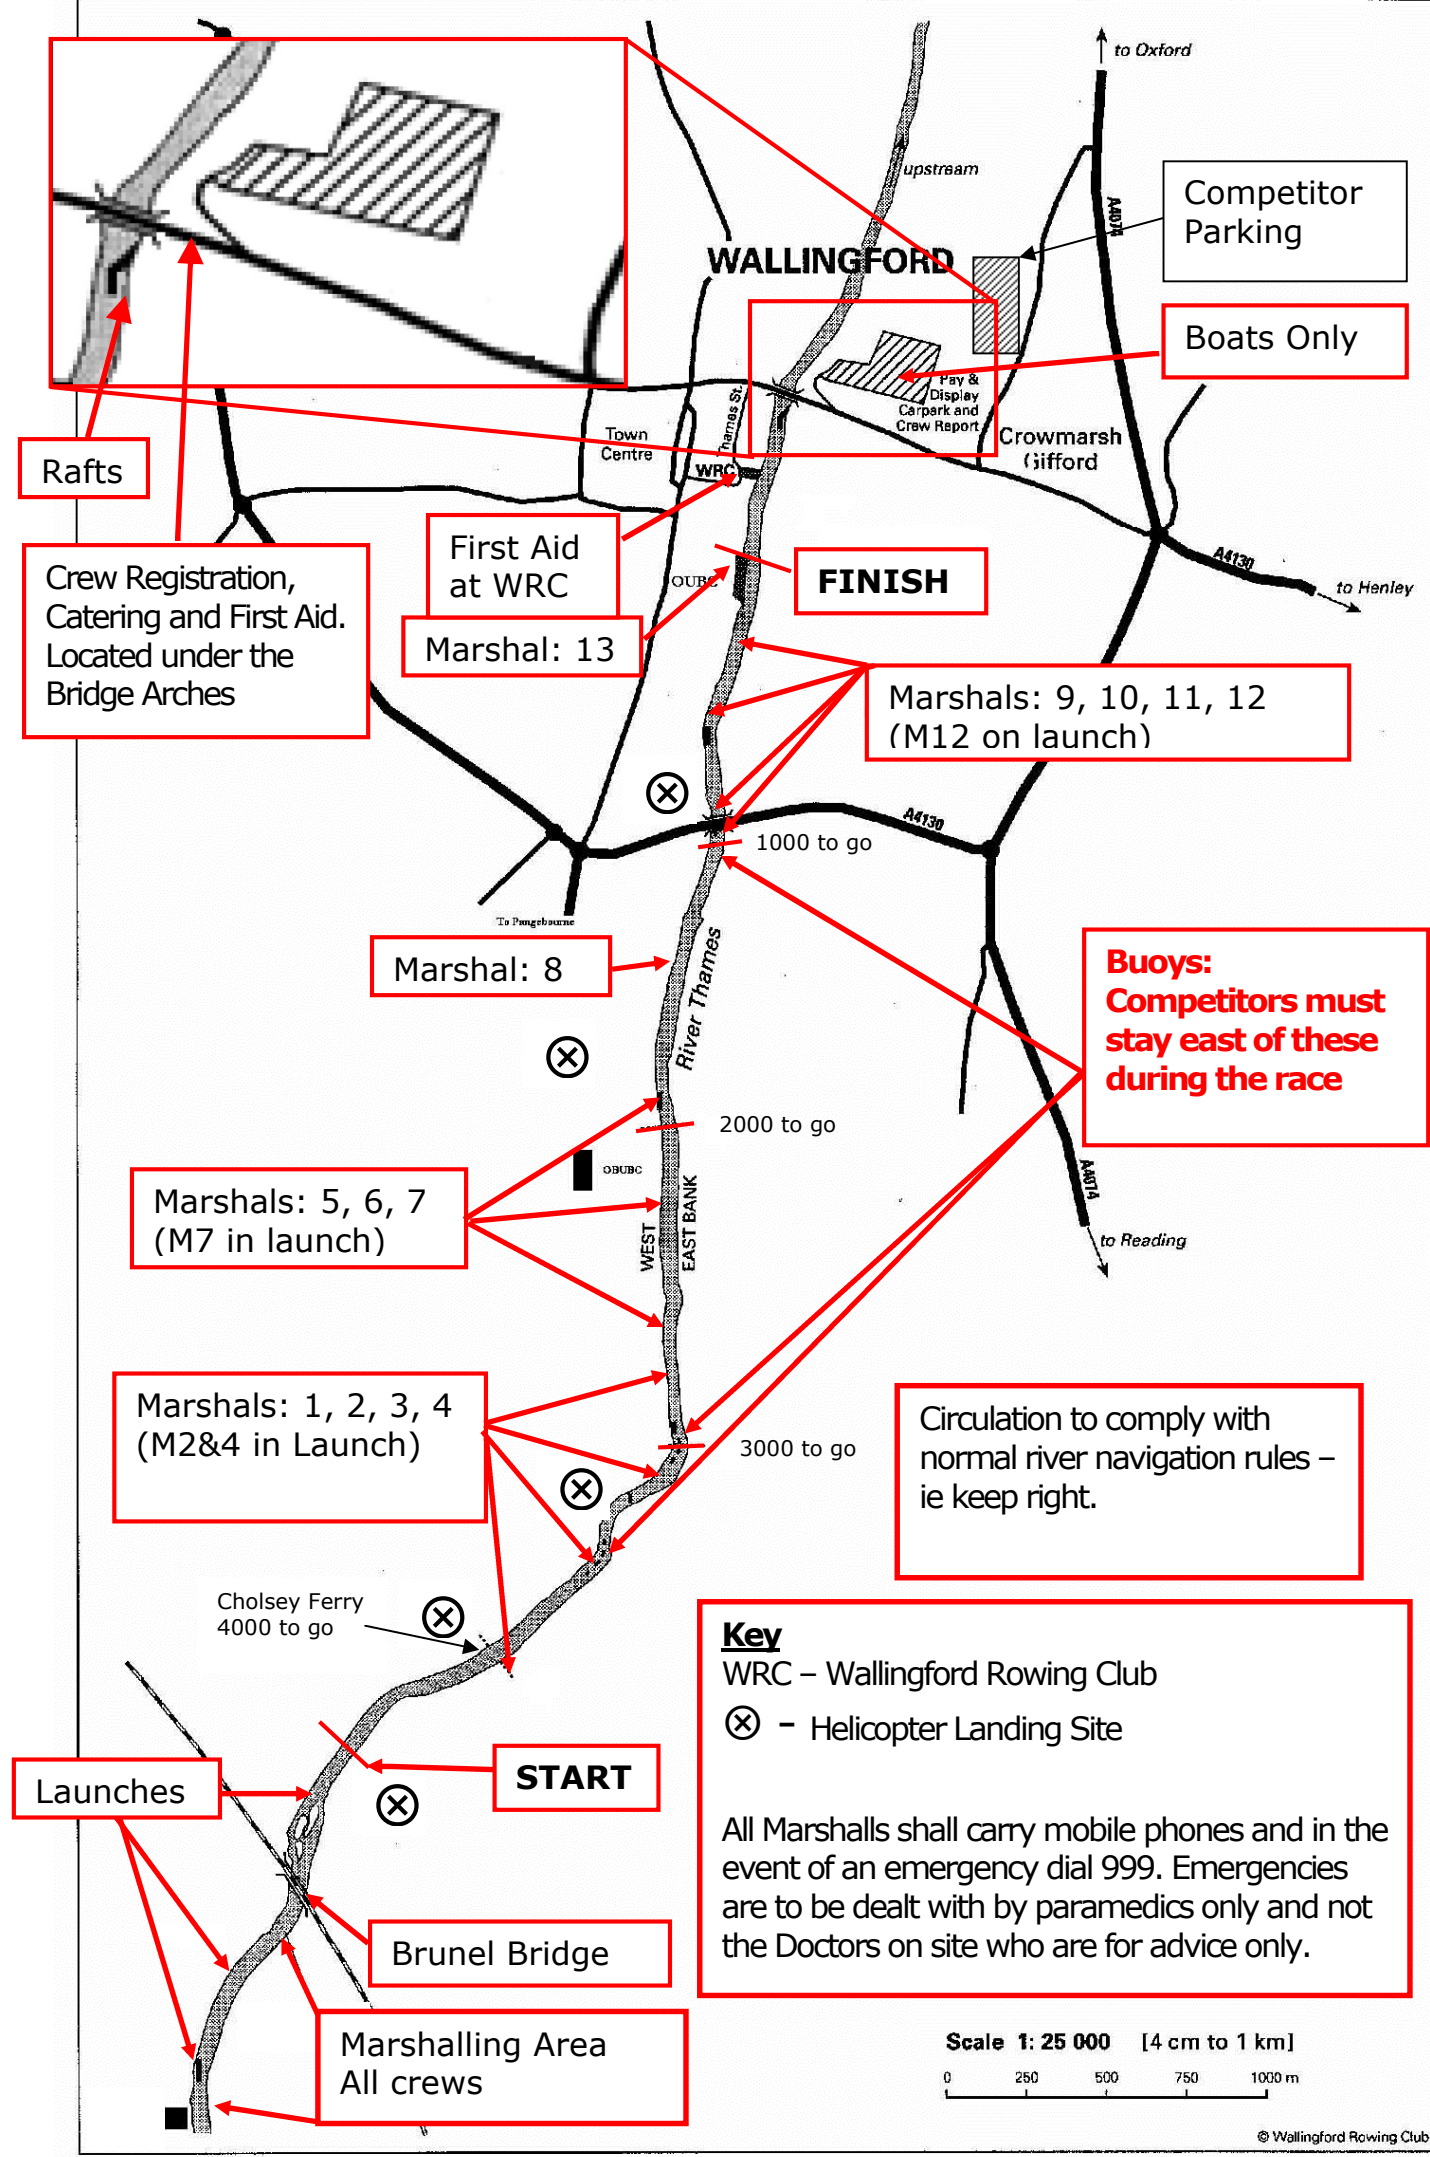 to Oxford
upstream
A4074
Competitor
Parking
WALLINGFORD
Boats Only
Pay &
Display
Carpark and
Crew Report
Thames St.
Town
Centre
Crowmarsh
Gifford
WRC
Rafts
First Aid
at WRC
A4130
to Henley
OUBC
FINISH
Crew Registration,
Catering and First Aid.
Located under the
Bridge Arches
Marshal: 13
Marshals: 9, 10, 11, 12
(M12 on launch)
A4130
1000 to go
To Pangebourne
Marshal: 8
River Thames
Buoys:
Competitors must
stay east of these
during the race
2000 to go
OBUBC
Marshals: 5, 6, 7
(M7 in launch)
WEST
EAST BANK
A4074
to Reading
Marshals: 1, 2, 3, 4
(M2&4 in Launch)
3000 to go
Circulation to comply with
normal river navigation rules –
ie keep right.
Cholsey Ferry
4000 to go
Key
WRC – Wallingford Rowing Club
– Helicopter Landing Site
START
Launches
All Marshalls shall carry mobile phones and in the
event of an emergency dial 999. Emergencies
are to be dealt with by paramedics only and not
the Doctors on site who are for advice only.
Brunel Bridge
Marshalling Area
All crews
Scale 1: 25 000 [4 cm to 1 km]
0 250 500 750 1000 m
© Wallingford Rowing Club